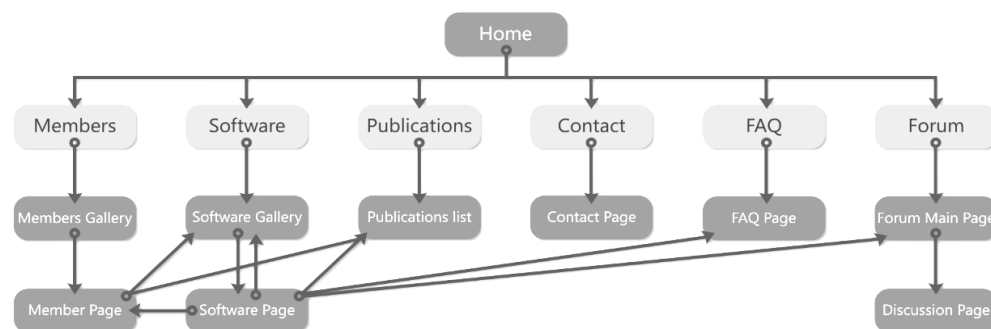 Home
Members
Software
Publications
Contact
FAQ
Forum
Members Gallery
Software Gallery
Publications list
Contact Page
FAQ Page
Forum Main Page
Member Page
Software Page
Discussion Page